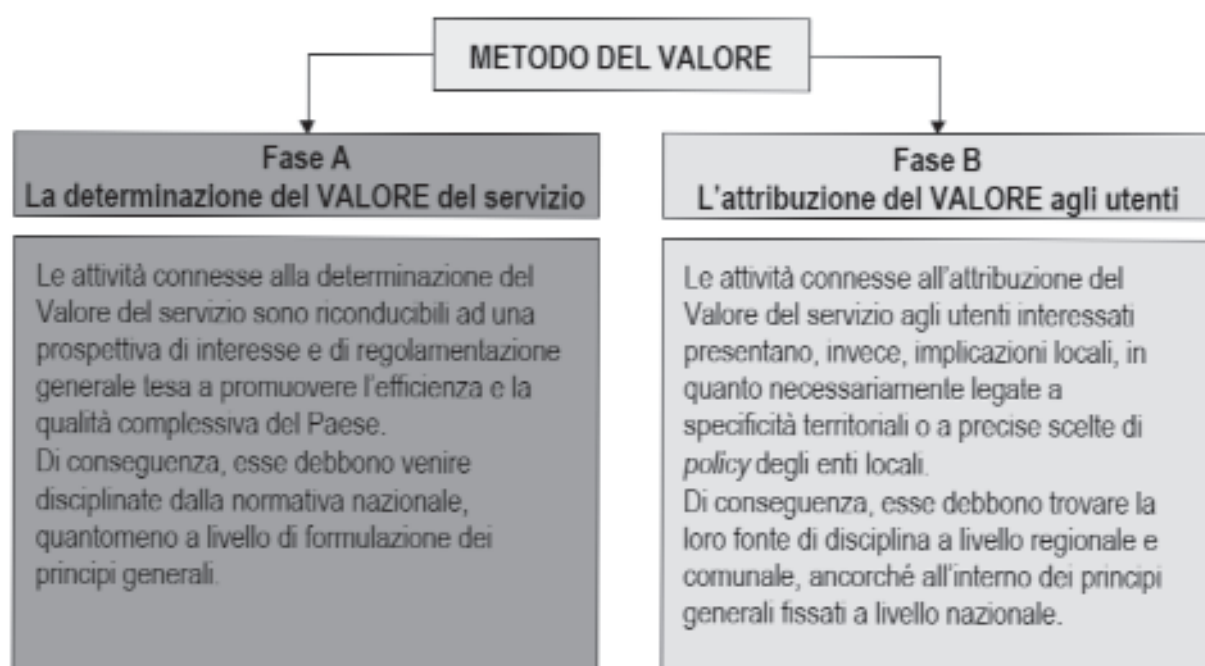 METODO DEL VALORE
Fase A
La determinazione del VALORE del servizio
Le attività connesse alla determinazione del
Valore del servizio sono riconducibili ad una
prospettiva di interesse e di regolamentazione
generale tesa a promuovere l'efficienza e la
qualità complessiva del Paese.
Di conseguenza, esse debbono venire
disciplinate dalla normativa nazionale,
quantomeno a livello di formulazione dei
principi generali.
Fase B
L'attribuzione del VALORE agli utenti
Le attività connesse all'attribuzione del
Valore del servizio agli utenti interessati
presentano, invece, implicazioni locali, in
quanto necessariamente legate a
specificità territoriali o a precise scelte di
policy degli enti locali.
Di conseguenza, esse debbono trovare la
loro fonte di disciplina a livello regionale e
comunale, ancorché all'interno dei principi
generali fissati a livello nazionale.